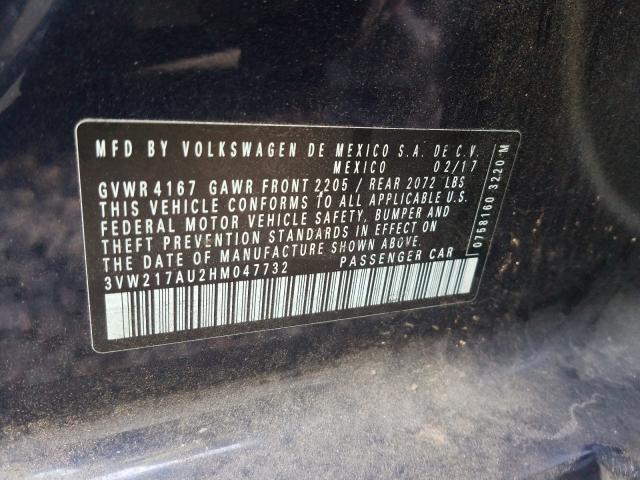 MFD BY VOLKSWAGEN DE MEXICO S.A. DE C.V.
MEXICO 02/17
GVWR 4167 GAWR FRONT 2205 / REAR 2072 LBS
THIS VEHICLE CONFORMS TO ALL APPLICABLE U.S.
FEDERAL MOTOR VEHICLE SAFETY, BUMPER AND
THEFT PREVENTION STANDARDS IN EFFECT ON
THE DATE OF MANUFACTURE SHOWN ABOVE.
3VW217AU2HM047732 PASSENGER CAR
0758160 3220 M